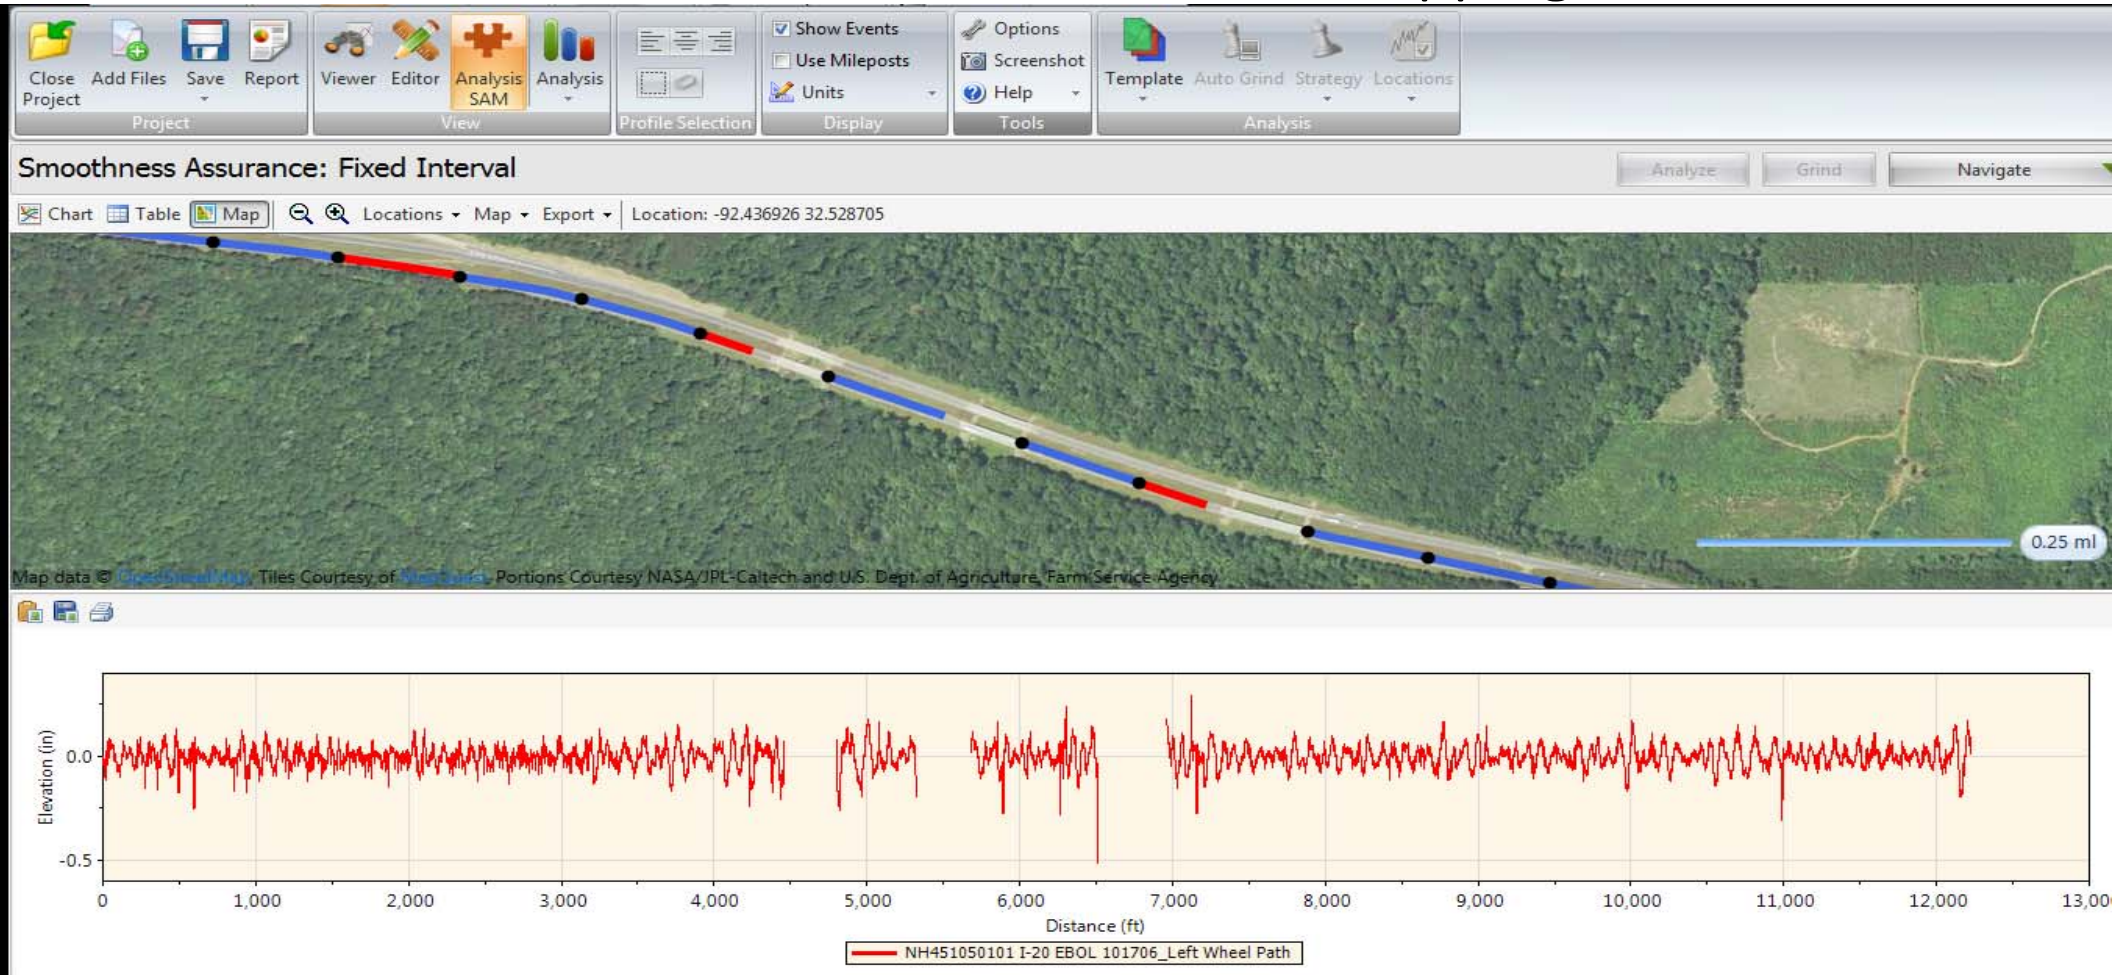 Close Project
Add Files
Save
Report
Viewer
Editor
Analysis SAM
Analysis
Show Events
Use Mileposts
Units
Options
Screenshot
Help
Template
Auto Grind
Strategy
Locations
Project
View
Profile Selection
Display
Tools
Analysis
Smoothness Assurance: Fixed Interval
Analyze
Grind
Navigate
Chart Table Map Locations Map Export Location: -92.436926 32.528705
0.25 ml
Map data © OpenStreetMap, Tiles Courtesy of MapQuest, Portions Courtesy NASA/JPL-Caltech and U.S. Dept. of Agriculture, Farm Service Agency
Elevation (in)
0.0
-0.5
0 1,000 2,000 3,000 4,000 5,000 6,000 7,000 8,000 9,000 10,000 11,000 12,000 13,00
Distance (ft)
NH451050101 I-20 EBOL 101706_Left Wheel Path